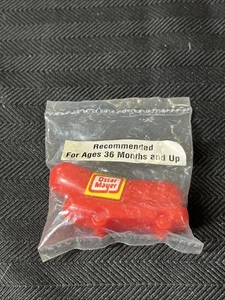 Recommended
For Ages 36 Months and Up
Oscar
Mayer